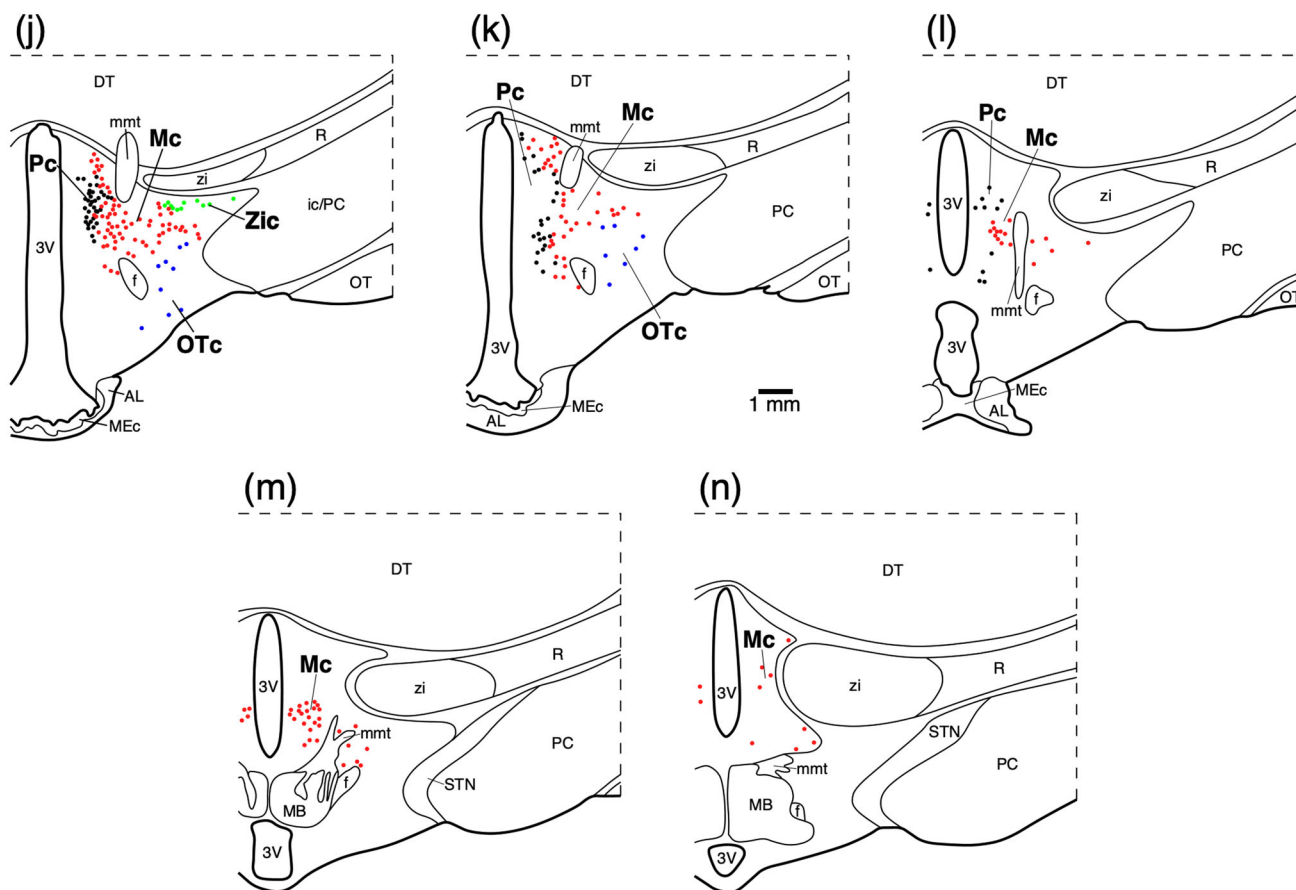 (j)
DT
mmt
Mc
R
Pc
zi
ic/PC
Zic
3V
f
OT
OTc
AL
MEc
(k)
DT
Pc
Mc
mmt
R
zi
PC
f
OT
OTc
3V
1 mm
MEc
AL
(l)
DT
Pc
Mc
R
zi
3V
PC
mmt
f
OT
3V
MEc
AL
(m)
DT
R
Mc
zi
3V
mmt
PC
STN
f
MB
3V
(n)
DT
Mc
R
zi
3V
STN
PC
mmt
MB
f
3V